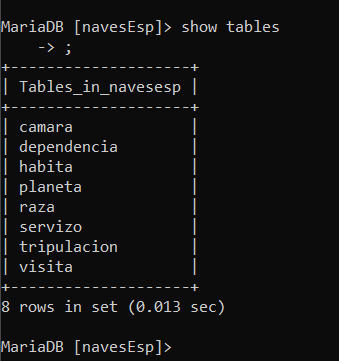 MariaDB [navesEsp]> show tables
    -> ;
+--------------------+
| Tables_in_navesesp |
+--------------------+
| camara             |
| dependencia        |
| habita             |
| planeta            |
| raza               |
| servizo            |
| tripulacion        |
| visita             |
+--------------------+
8 rows in set (0.013 sec)
MariaDB [navesEsp]>